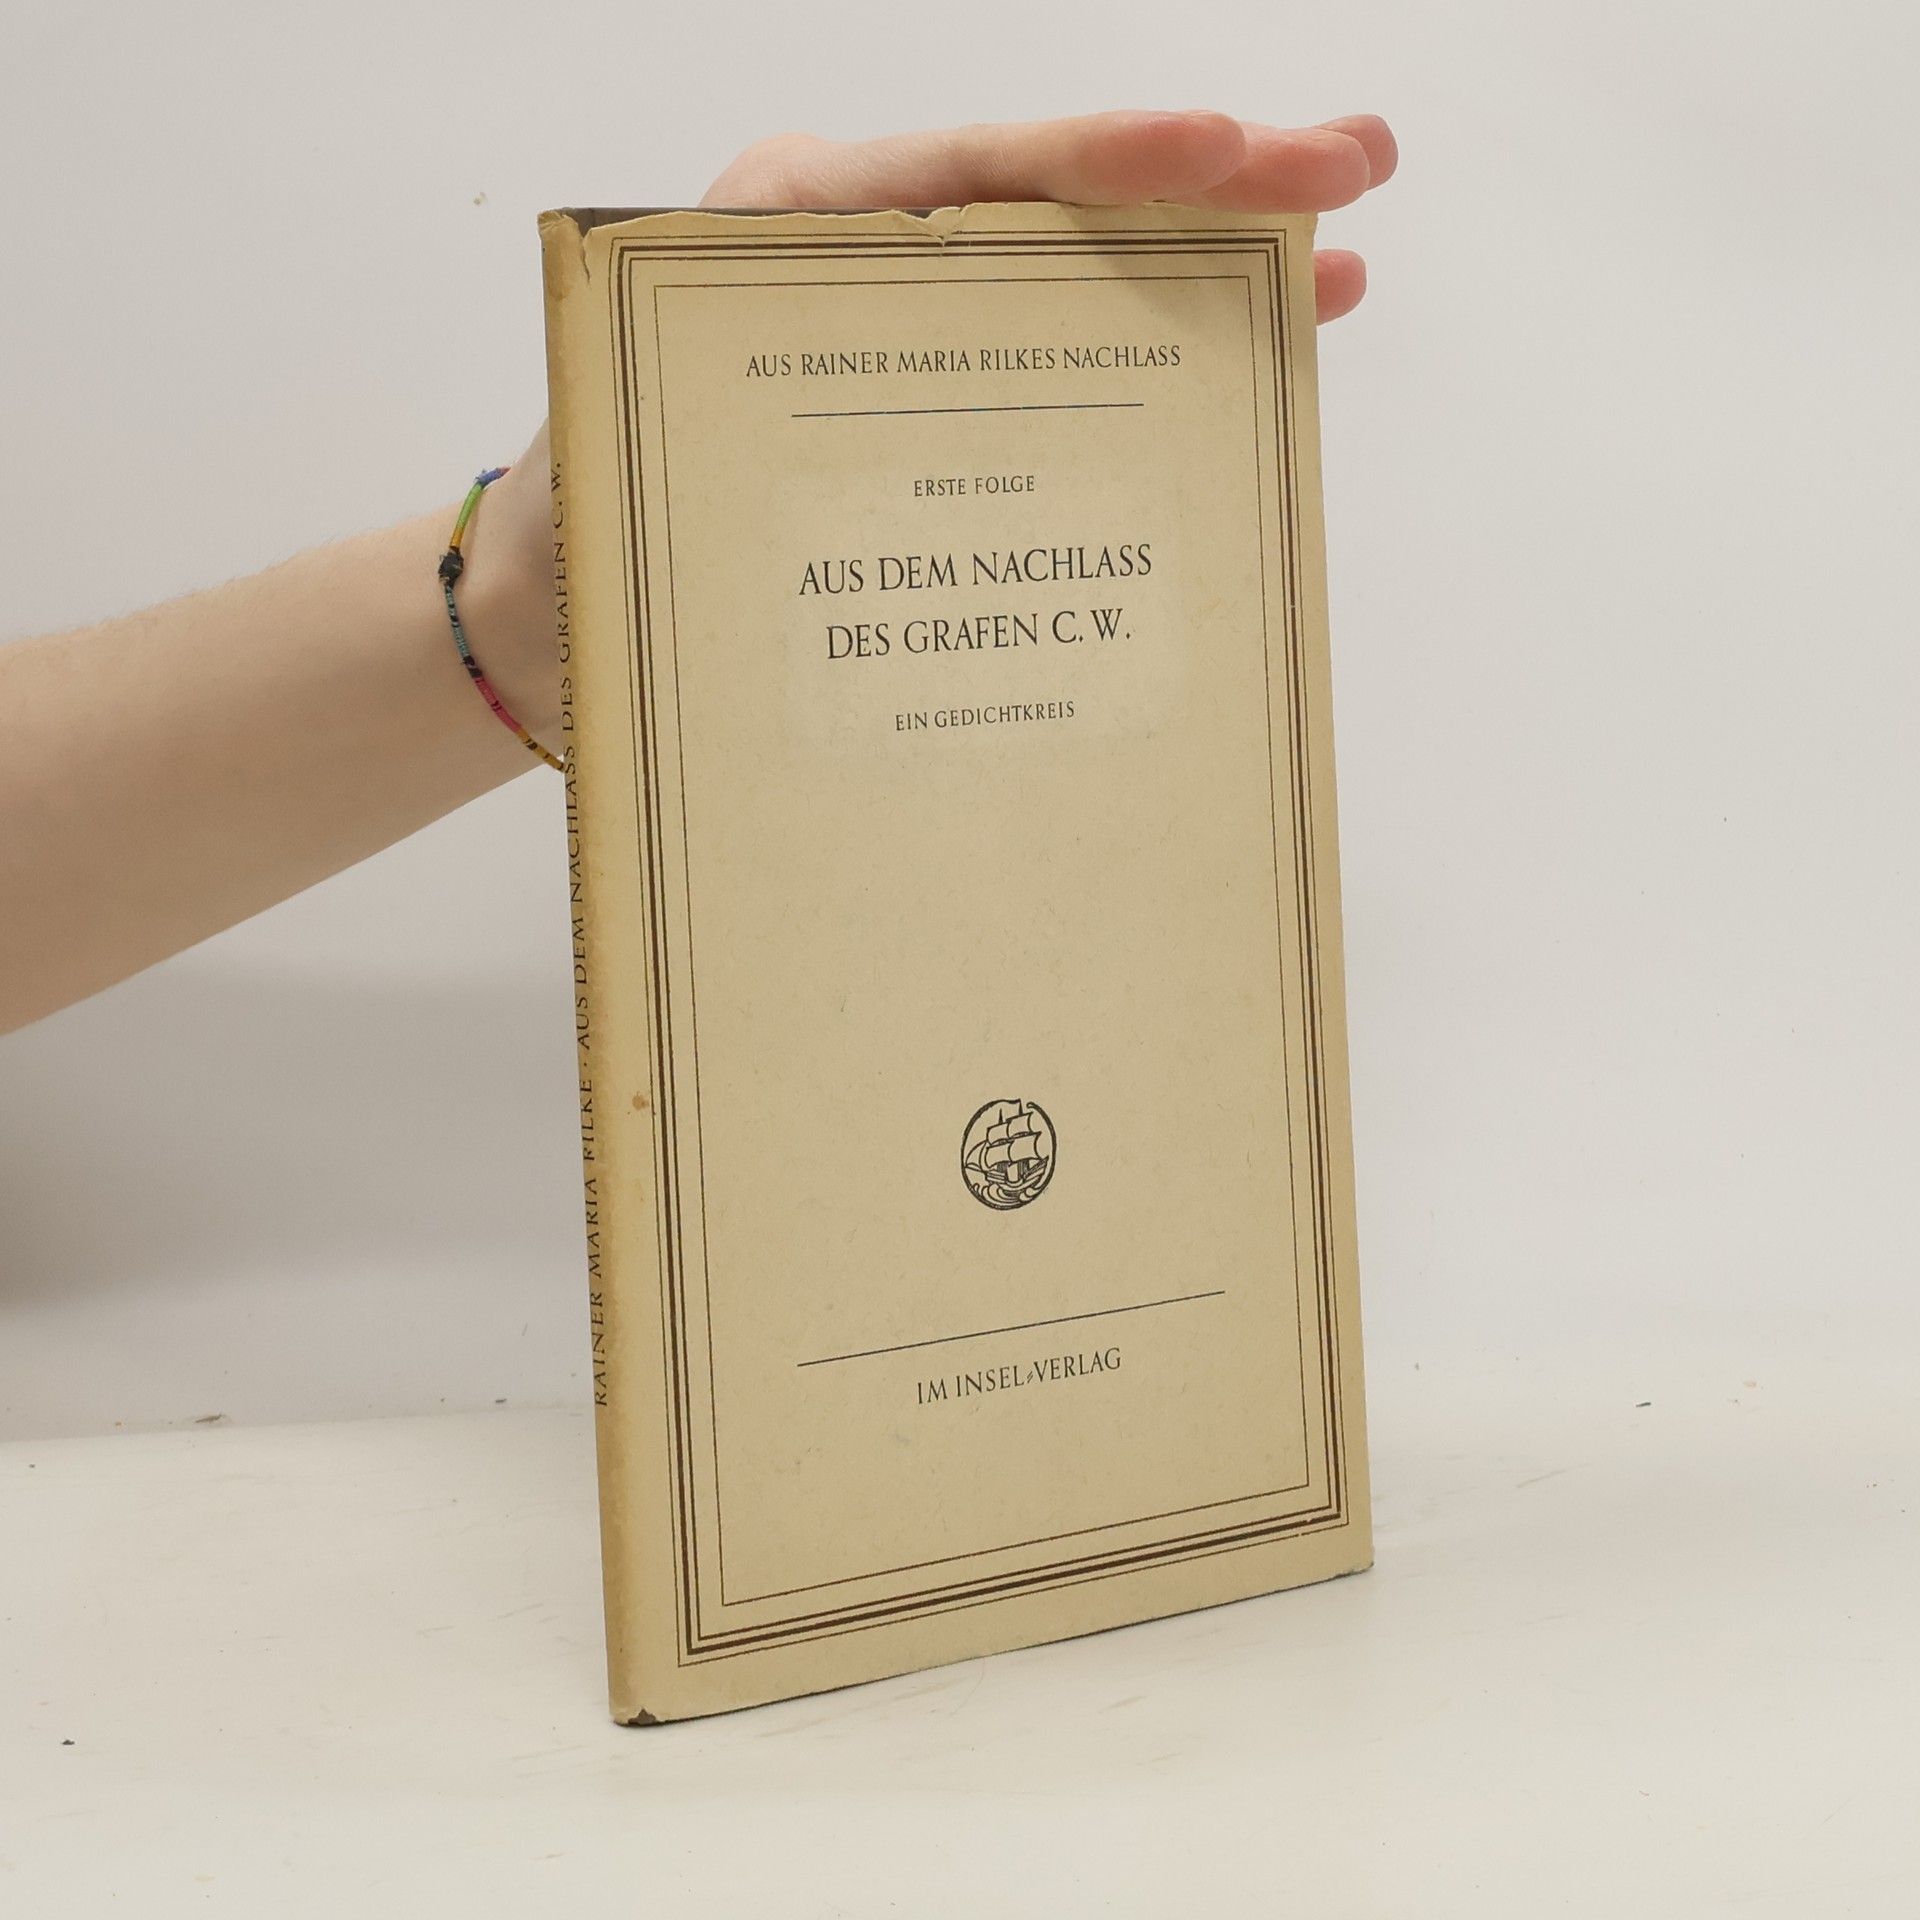 AUS RAINER MARIA RILKES NACHLASS
ERSTE FOLGE
AUS DEM NACHLASS
DES GRAFEN C. W.
EIN GEDICHTKREIS
IM INSEL-VERLAG
RAINER MARIA RILKE · AUS DEM NACHLASS DES GRAFEN C. W.